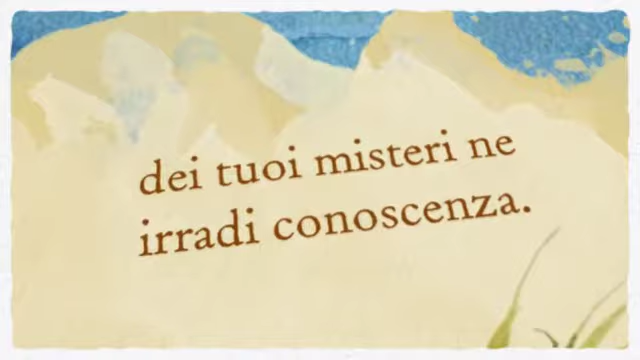 dei tuoi misteri ne
irradi conoscenza.